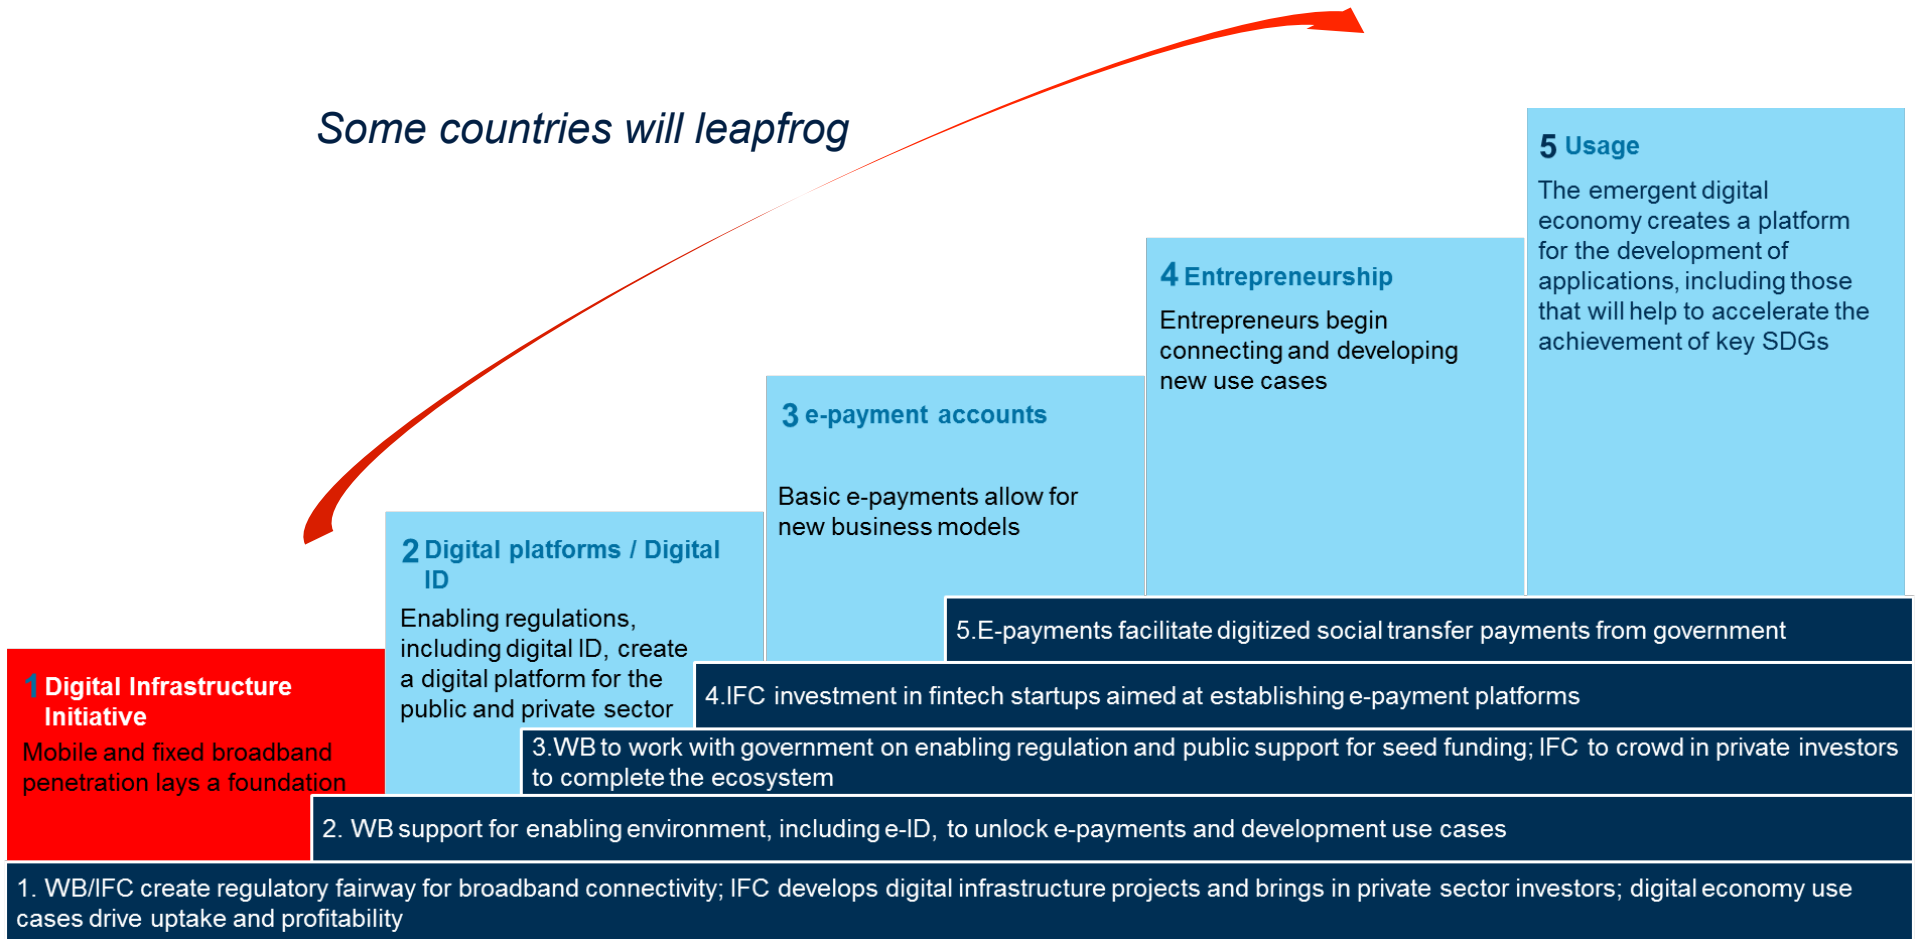 Some countries will leapfrog
5 Usage
The emergent digital
economy creates a platform
for the development of
applications, including those
that will help to accelerate the
achievement of key SDGs
4 Entrepreneurship
Entrepreneurs begin
connecting and developing
new use cases
3 e-payment accounts
Basic e-payments allow for
new business models
2 Digital platforms / Digital
ID
Enabling regulations,
including digital ID, create
a digital platform for the
public and private sector
1 Digital Infrastructure
Initiative
Mobile and fixed broadband
penetration lays a foundation
5.E-payments facilitate digitized social transfer payments from government
4.IFC investment in fintech startups aimed at establishing e-payment platforms
3.WB to work with government on enabling regulation and public support for seed funding; IFC to crowd in private investors
to complete the ecosystem
2. WB support for enabling environment, including e-ID, to unlock e-payments and development use cases
1. WB/IFC create regulatory fairway for broadband connectivity; IFC develops digital infrastructure projects and brings in private sector investors; digital economy use
cases drive uptake and profitability